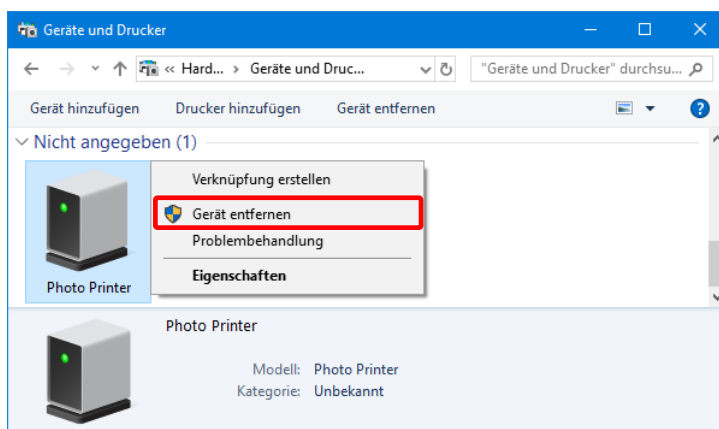 Geräte und Drucker
« Hard... › Geräte und Druc...
"Geräte und Drucker" durchsu...
Gerät hinzufügen Drucker hinzufügen Gerät entfernen
?
Nicht angegeben (1)
Verknüpfung erstellen
Gerät entfernen
Problembehandlung
Eigenschaften
Photo Printer
Photo Printer
Modell: Photo Printer
Kategorie: Unbekannt